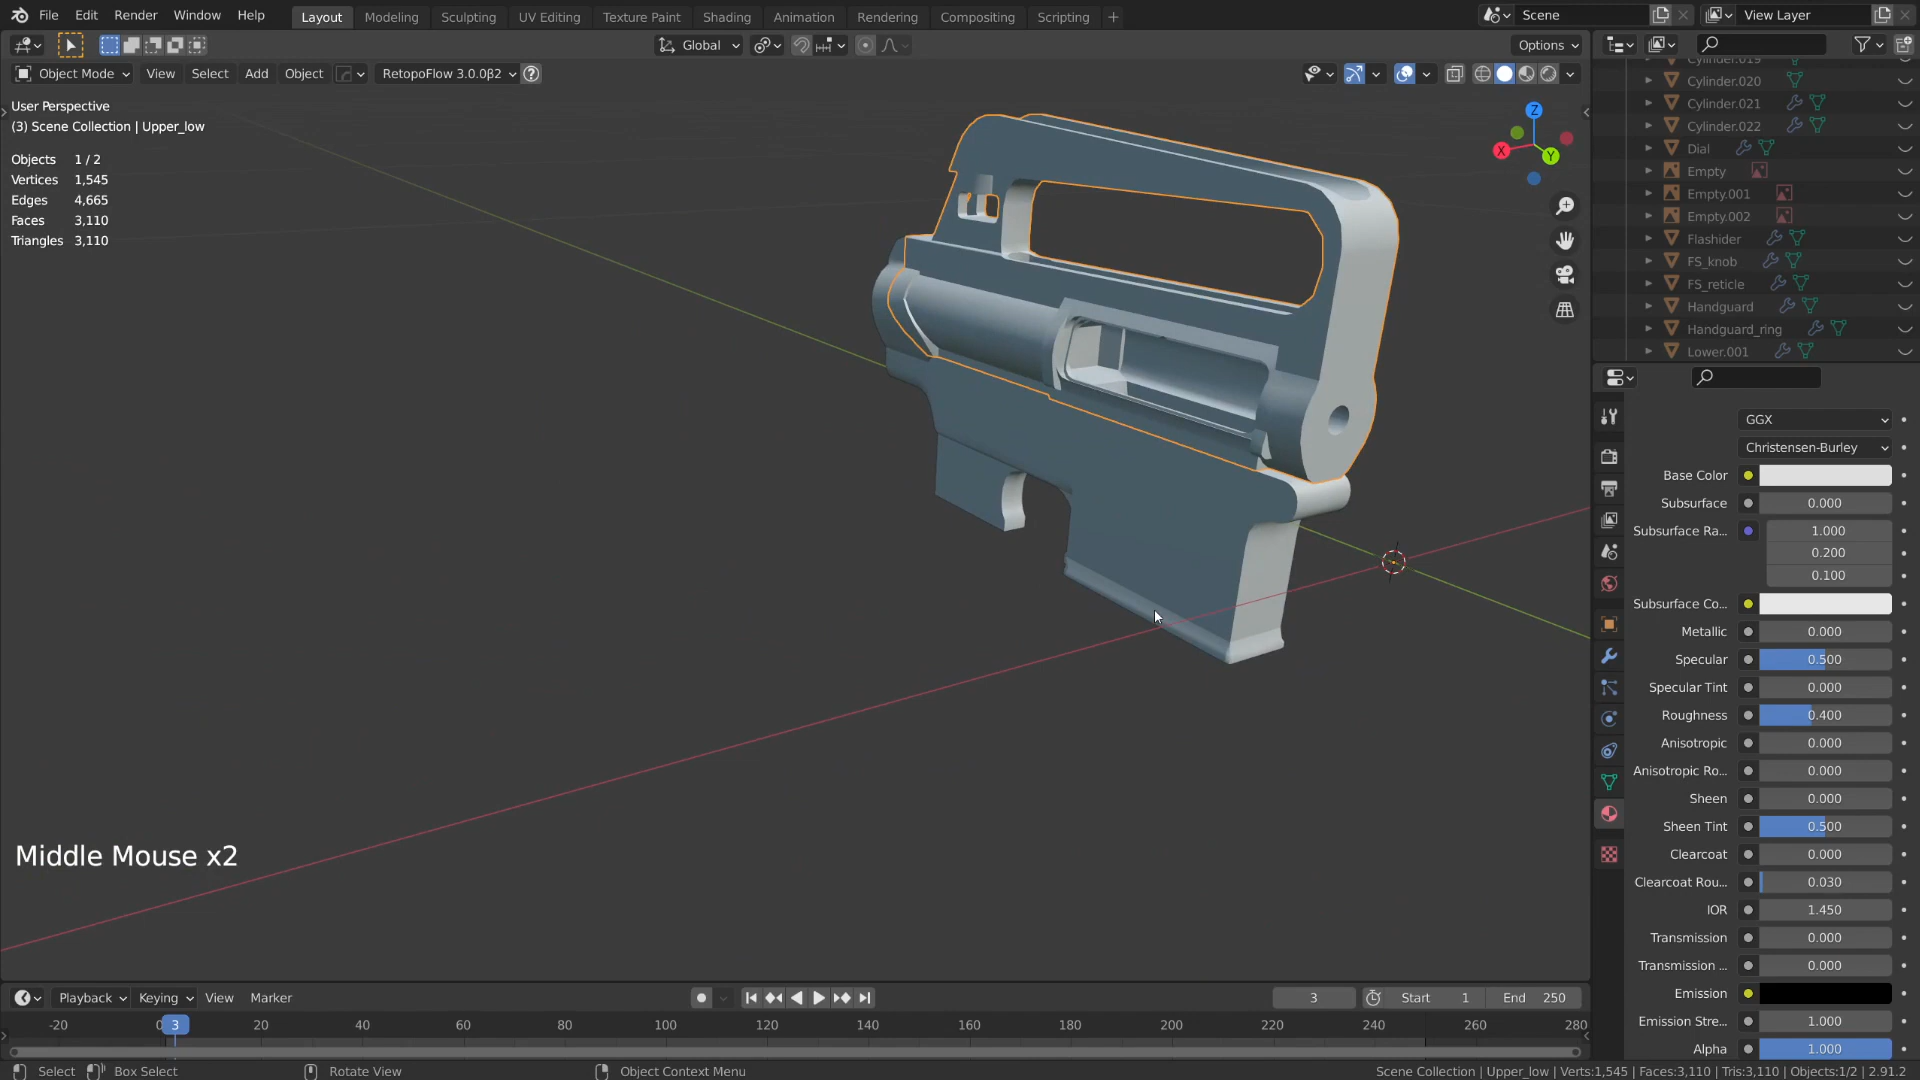 File Edit Render Window Help Layout Modeling Sculpting UV Editing Texture Paint Shading Animation Rendering Compositing Scripting Scene View Layer
Global Options
Object Mode View Select Add Object RetopoFlow 3.0.0β2
User Perspective
(3) Scene Collection | Upper_low
Objects 1 / 2
Vertices 1,545
Edges 4,665
Faces 3,110
Triangles 3,110
X Y Z
Cylinder.019
Cylinder.020
Cylinder.021
Cylinder.022
Dial
Empty
Empty.001
Empty.002
Flashider
FS_knob
FS_reticle
Handguard
Handguard_ring
Lower.001
GGX
Christensen-Burley
Base Color
Subsurface 0.000
Subsurface Ra... 1.000
0.200
0.100
Subsurface Co...
Metallic 0.000
Specular 0.500
Specular Tint 0.000
Roughness 0.400
Anisotropic 0.000
Anisotropic Ro... 0.000
Sheen 0.000
Sheen Tint 0.500
Clearcoat 0.000
Clearcoat Rou... 0.030
IOR 1.450
Transmission 0.000
Transmission ... 0.000
Emission
Emission Stre... 1.000
Alpha 1.000
Middle Mouse x2
Playback Keying View Marker 3 Start 1 End 250
-20 0 3 20 40 60 80 100 120 140 160 180 200 220 240 260 280
Select Box Select Rotate View Object Context Menu Scene Collection | Upper_low | Verts:1,545 | Faces:3,110 | Tris:3,110 | Objects:1/2 | 2.91.2